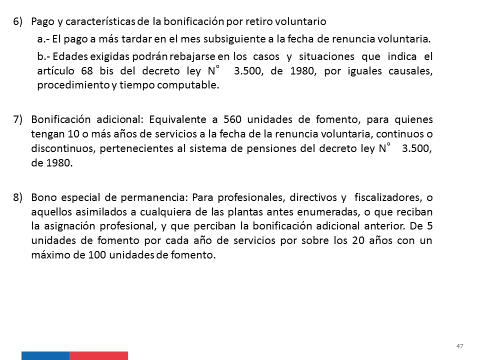 6) Pago y características de la bonificación por retiro voluntario
a.- El pago a más tardar en el mes subsiguiente a la fecha de renuncia voluntaria.
b.- Edades exigidas podrán rebajarse en los casos y situaciones que indica el
artículo 68 bis del decreto ley N° 3.500, de 1980, por iguales causales,
procedimiento y tiempo computable.
7) Bonificación adicional: Equivalente a 560 unidades de fomento, para quienes
tengan 10 o más años de servicios a la fecha de la renuncia voluntaria, continuos o
discontinuos, pertenecientes al sistema de pensiones del decreto ley N° 3.500,
de 1980.
8) Bono especial de permanencia: Para profesionales, directivos y fiscalizadores, o
aquellos asimilados a cualquiera de las plantas antes enumeradas, o que reciban
la asignación profesional, y que perciban la bonificación adicional anterior. De 5
unidades de fomento por cada año de servicios por sobre los 20 años con un
máximo de 100 unidades de fomento.
47